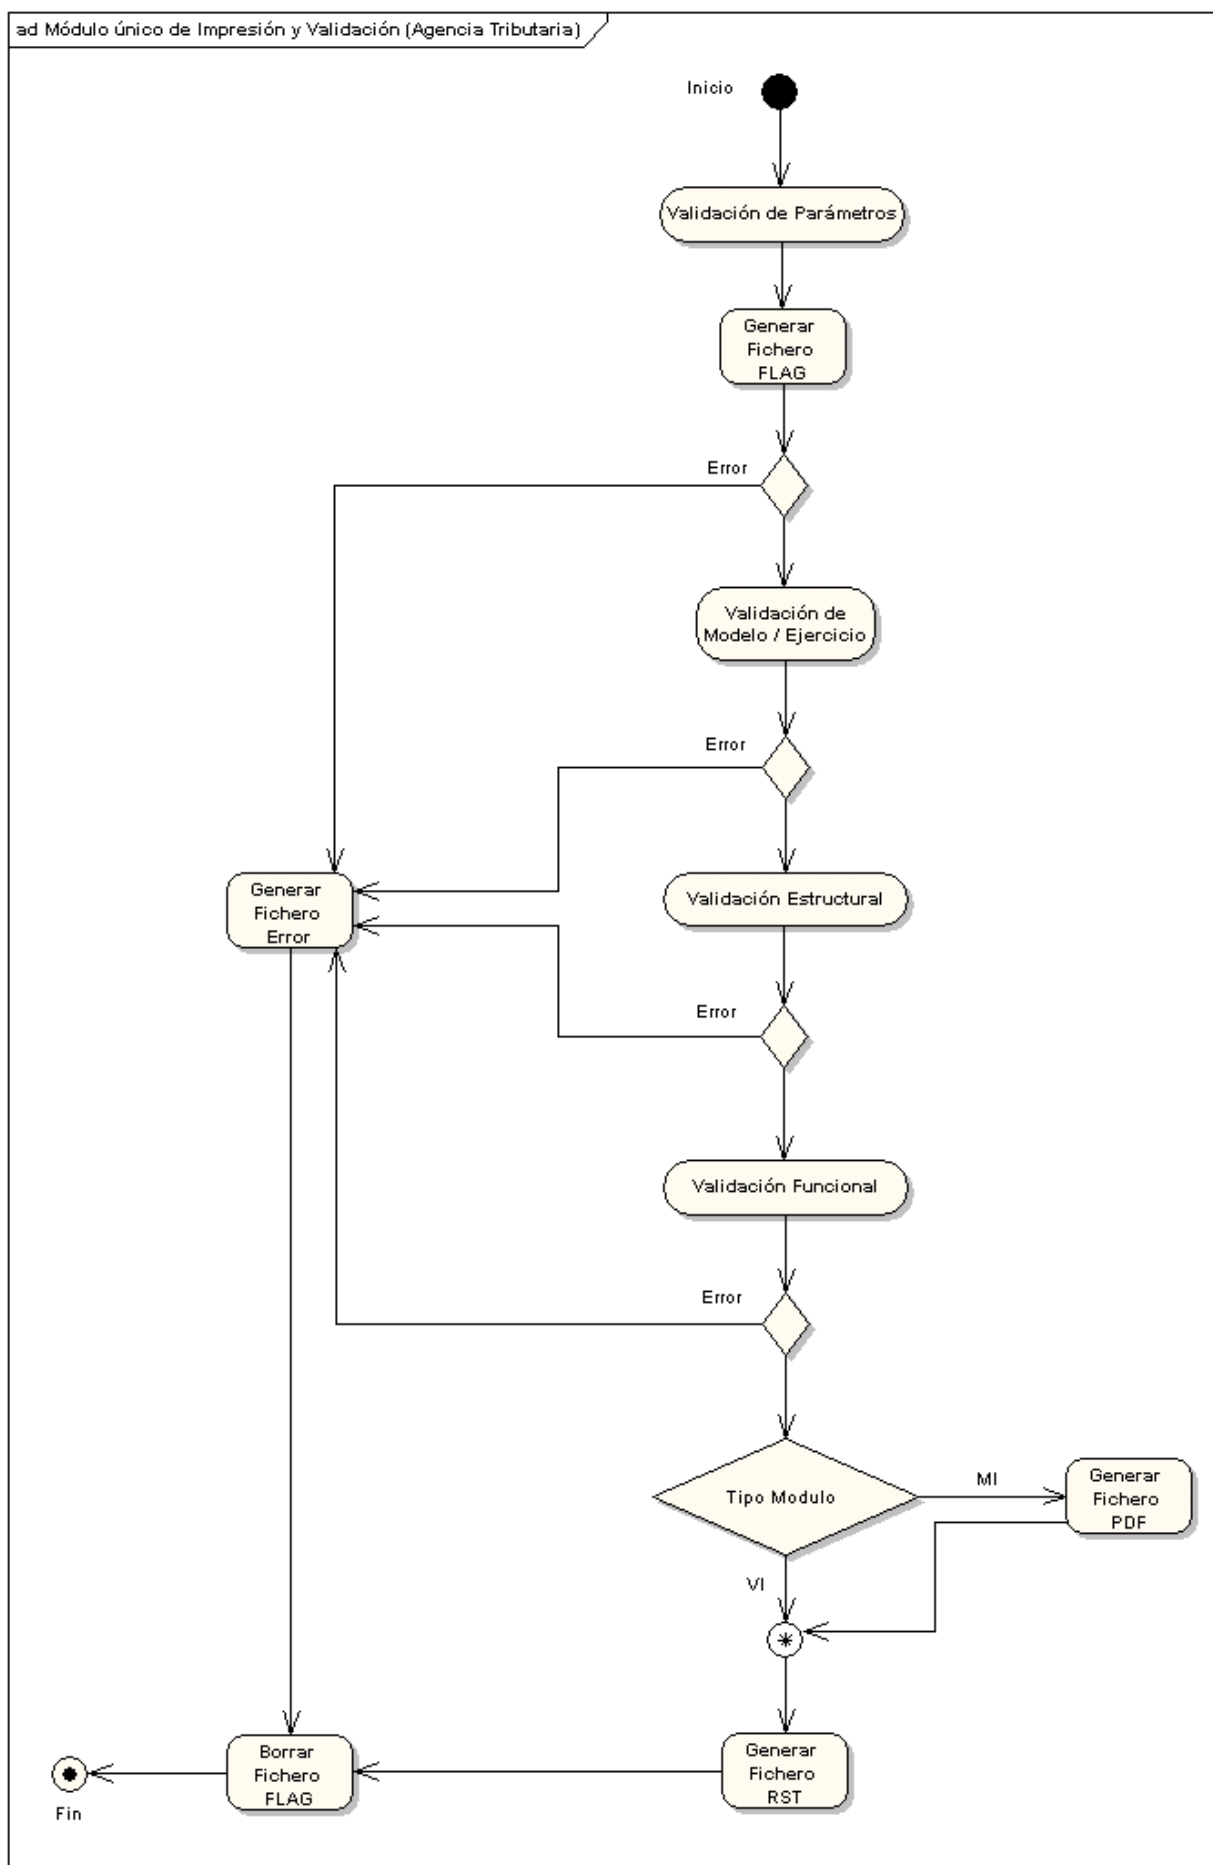 ad Módulo único de Impresión y Validación (Agencia Tributaria)
Inicio
Validación de Parámetros
Generar
Fichero
FLAG
Error
Validación de
Modelo / Ejercicio
Error
Generar
Fichero
Error
Validación Estructural
Error
Validación Funcional
Error
Tipo Modulo
MI
Generar
Fichero
PDF
VI
Generar
Fichero
RST
Borrar
Fichero
FLAG
Fin